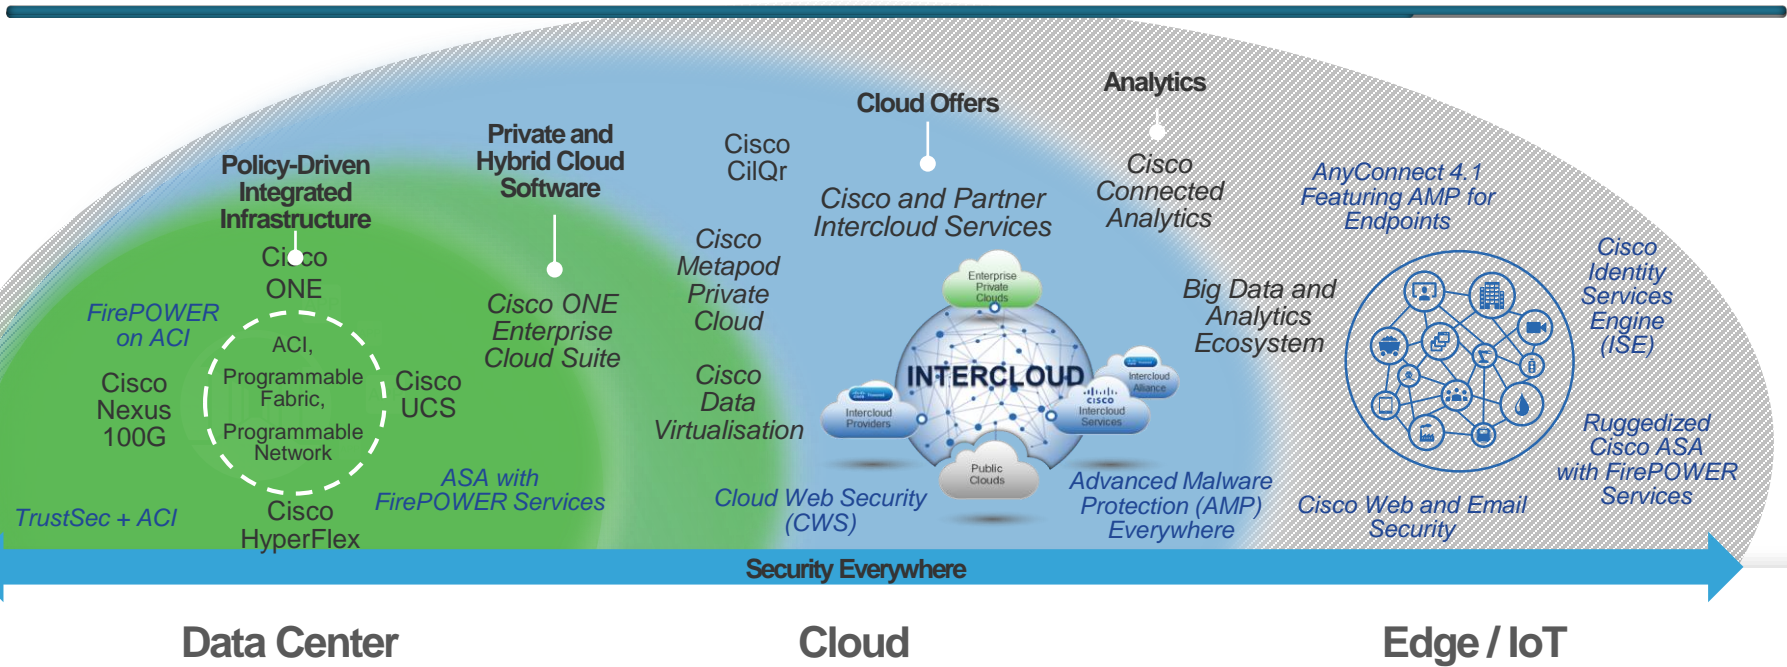 Policy-Driven
Integrated
Infrastructure
Cisco
ONE
FirePOWER
on ACI
ACI,
Programmable
Fabric,
Programmable
Network
Cisco
Nexus
100G
Cisco
UCS
TrustSec + ACI
Cisco
HyperFlex
Private and
Hybrid Cloud
Software
Cisco ONE
Enterprise
Cloud Suite
ASA with
FirePOWER Services
Cisco
CilQr
Cisco
Metapod
Private
Cloud
Cisco
Data
Virtualisation
Cloud Web Security
(CWS)
Cloud Offers
Cisco and Partner
Intercloud Services
Enterprise
Private
Clouds
INTERCLOUD
Intercloud
Providers
Intercloud
Alliance
CISCO
Intercloud
Services
Public
Clouds
Advanced Malware
Protection (AMP)
Everywhere
Analytics
Cisco
Connected
Analytics
Big Data and
Analytics
Ecosystem
AnyConnect 4.1
Featuring AMP for
Endpoints
Cisco
Identity
Services
Engine
(ISE)
Ruggedized
Cisco ASA
with FirePOWER
Services
Cisco Web and Email
Security
Security Everywhere
Data Center
Cloud
Edge / IoT